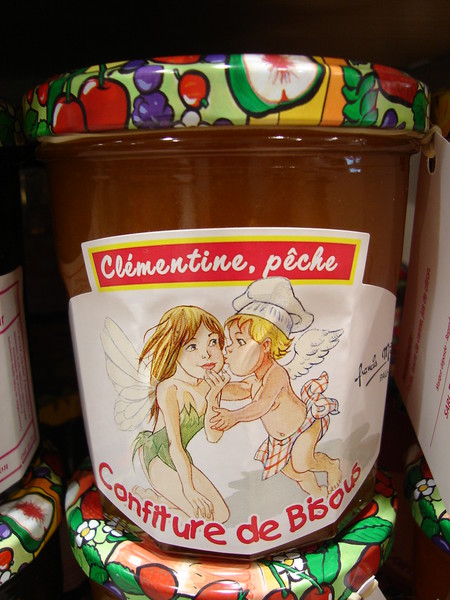 Clémentine, pêche
Confiture de Bisous